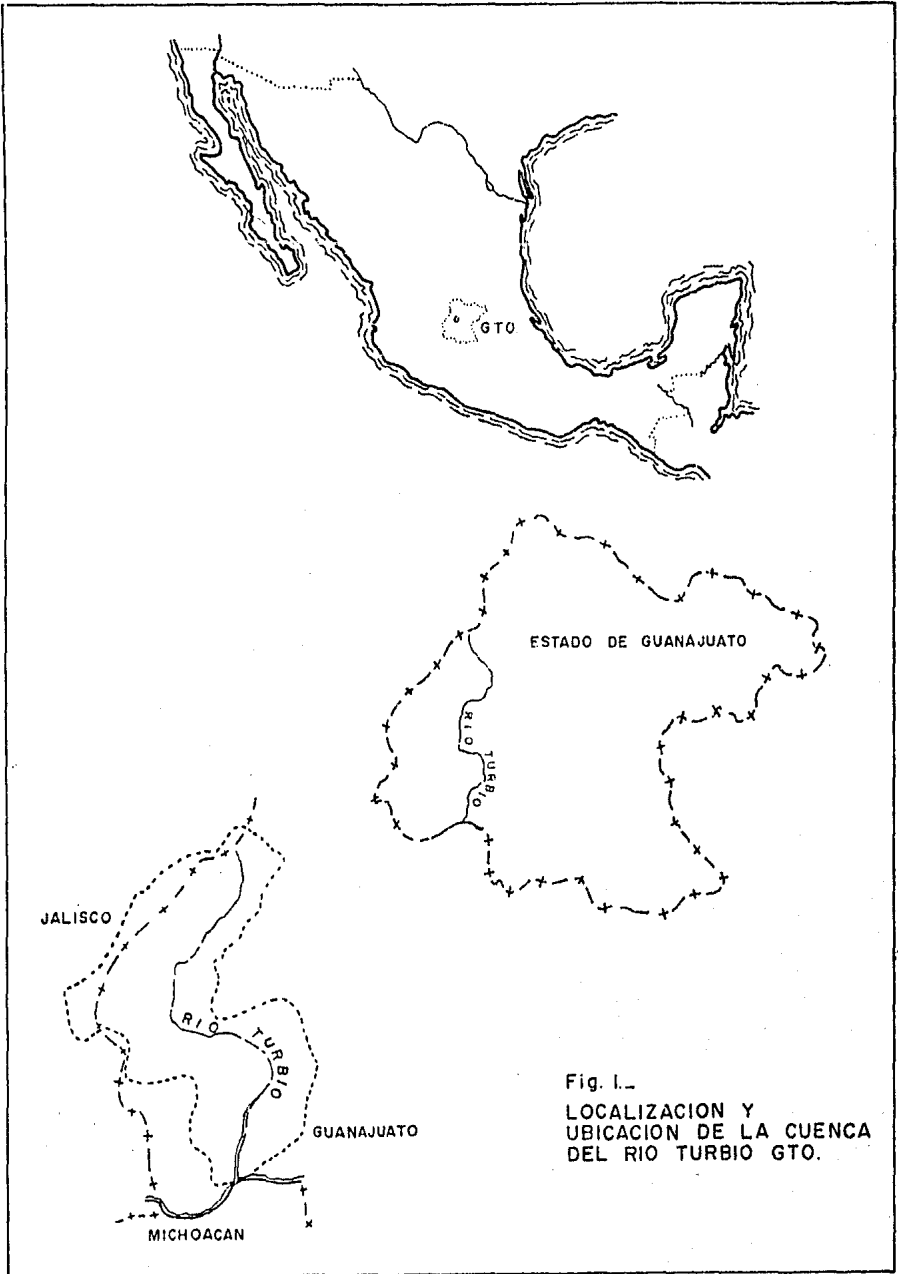 GTO
ESTADO DE GUANAJUATO
RIO TURBIO
JALISCO
RIO TURBIO
GUANAJUATO
MICHOACAN
Fig. 1._
LOCALIZACION Y
UBICACION DE LA CUENCA
DEL RIO TURBIO GTO.